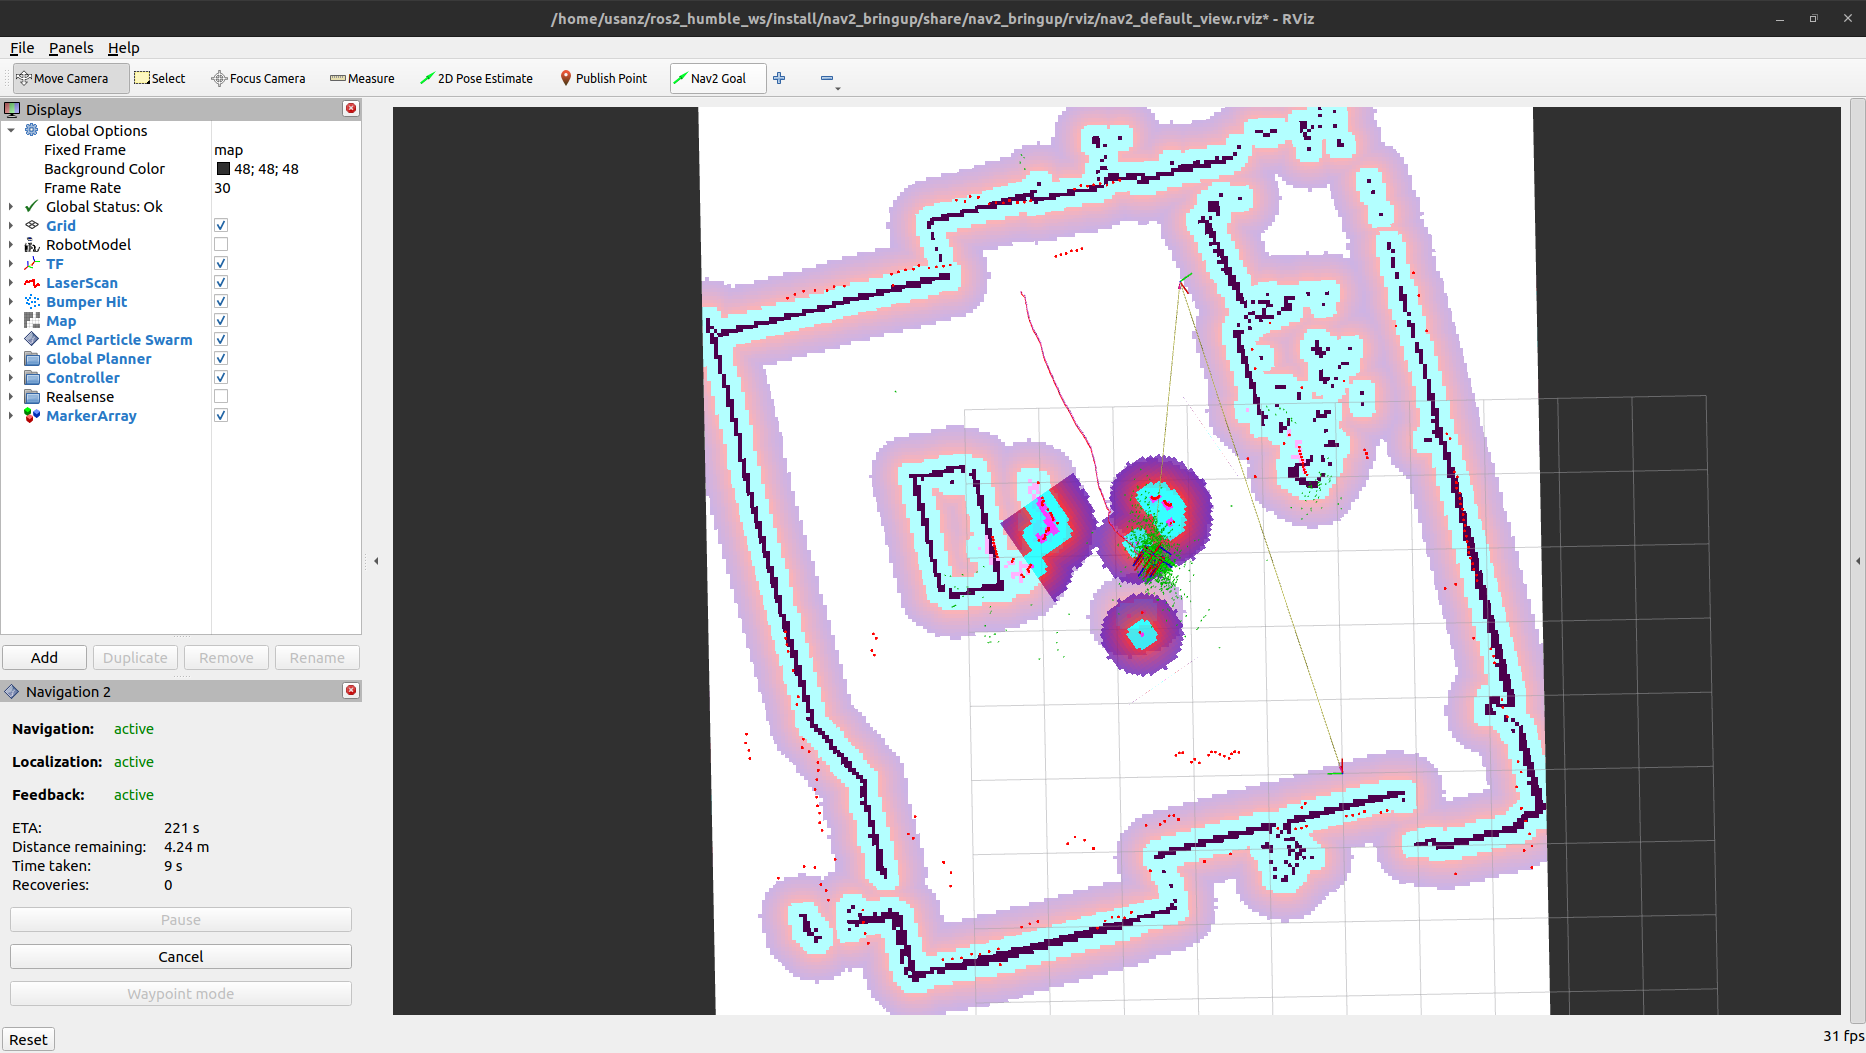 /home/usanz/ros2_humble_ws/install/nav2_bringup/share/nav2_bringup/rviz/nav2_default_view.rviz* - RViz
File Panels Help
Move Camera Select Focus Camera Measure 2D Pose Estimate Publish Point Nav2 Goal
Displays
Global Options
Fixed Frame map
Background Color 48; 48; 48
Frame Rate 30
Global Status: Ok
Grid
RobotModel
TF
LaserScan
Bumper Hit
Map
Amcl Particle Swarm
Global Planner
Controller
Realsense
MarkerArray
Add Duplicate Remove Rename
Navigation 2
Navigation: active
Localization: active
Feedback: active
ETA: 221 s
Distance remaining: 4.24 m
Time taken: 9 s
Recoveries: 0
Pause
Cancel
Waypoint mode
Reset
31 fps